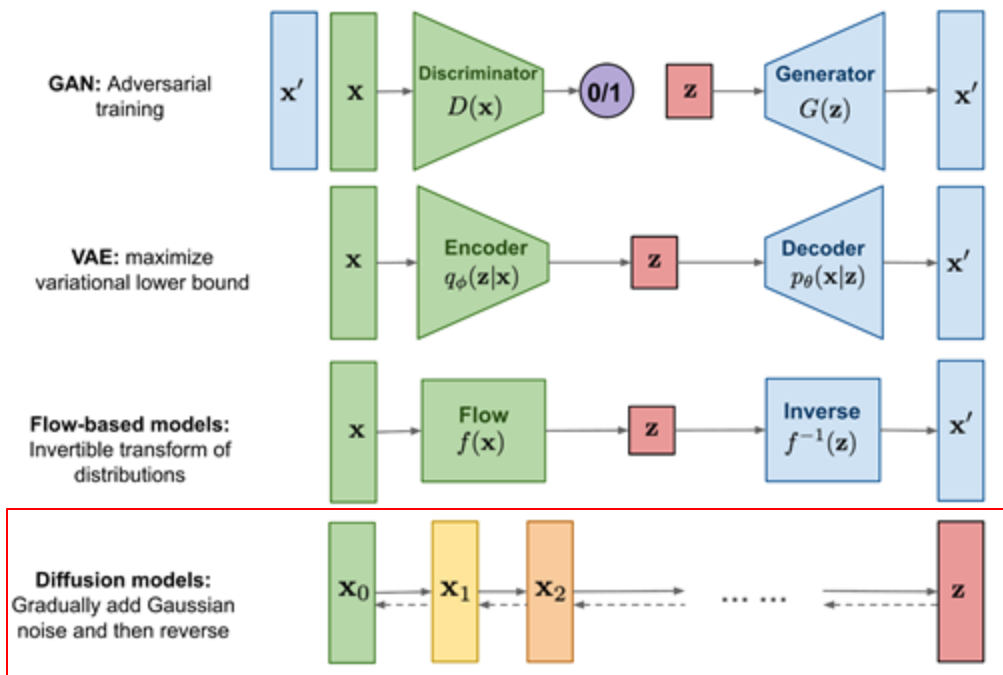 GAN: Adversarial
training
x′
x
Discriminator
D(x)
0/1
z
Generator
G(z)
x′
VAE: maximize
variational lower bound
x
Encoder
qϕ(z|x)
z
Decoder
pθ(x|z)
x′
Flow-based models:
Invertible transform of
distributions
x
Flow
f(x)
z
Inverse
f⁻¹(z)
x′
Diffusion models:
Gradually add Gaussian
noise and then reverse
x₀
x₁
x₂
... ...
z